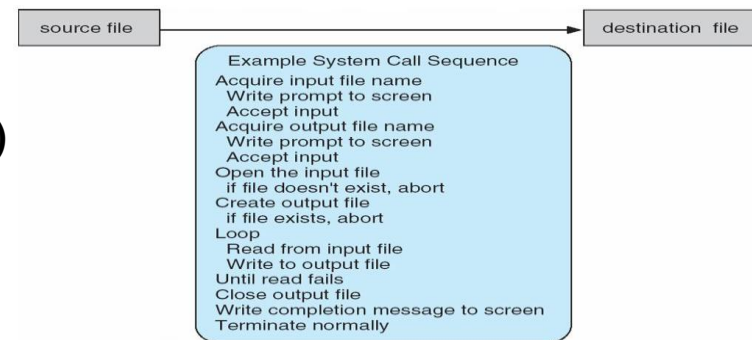 source file
destination file
Example System Call Sequence
Acquire input file name
Write prompt to screen
Accept input
Acquire output file name
Write prompt to screen
Accept input
Open the input file
if file doesn't exist, abort
Create output file
if file exists, abort
Loop
Read from input file
Write to output file
Until read fails
Close output file
Write completion message to screen
Terminate normally
)